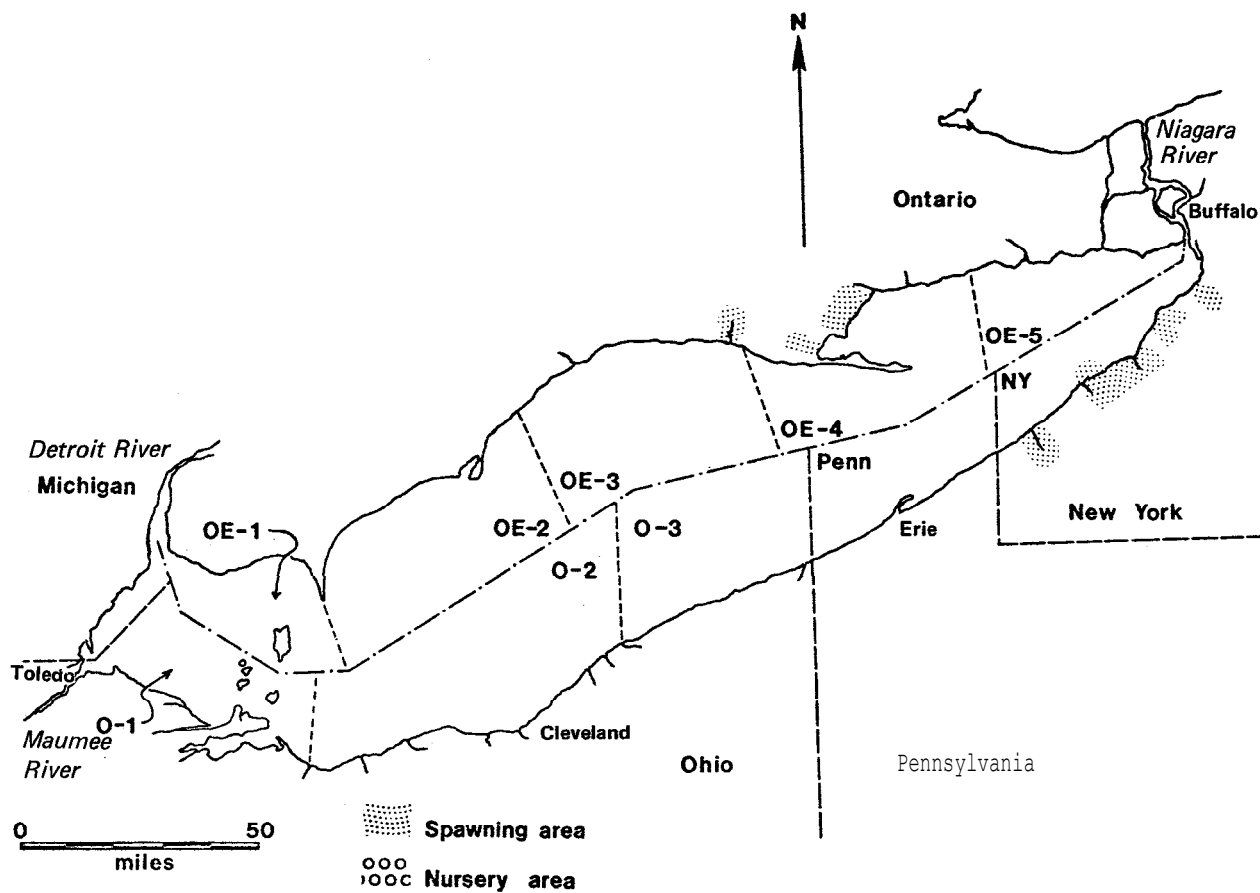 N
Niagara
River
Ontario
Buffalo
OE-5
NY
OE-4
Penn
Detroit River
Michigan
OE-3
OE-1
OE-2
O-3
New York
Erie
O-2
Toledo
O-1
Cleveland
Maumee
River
Ohio
Pennsylvania
0 50
miles
Spawning area
Nursery area